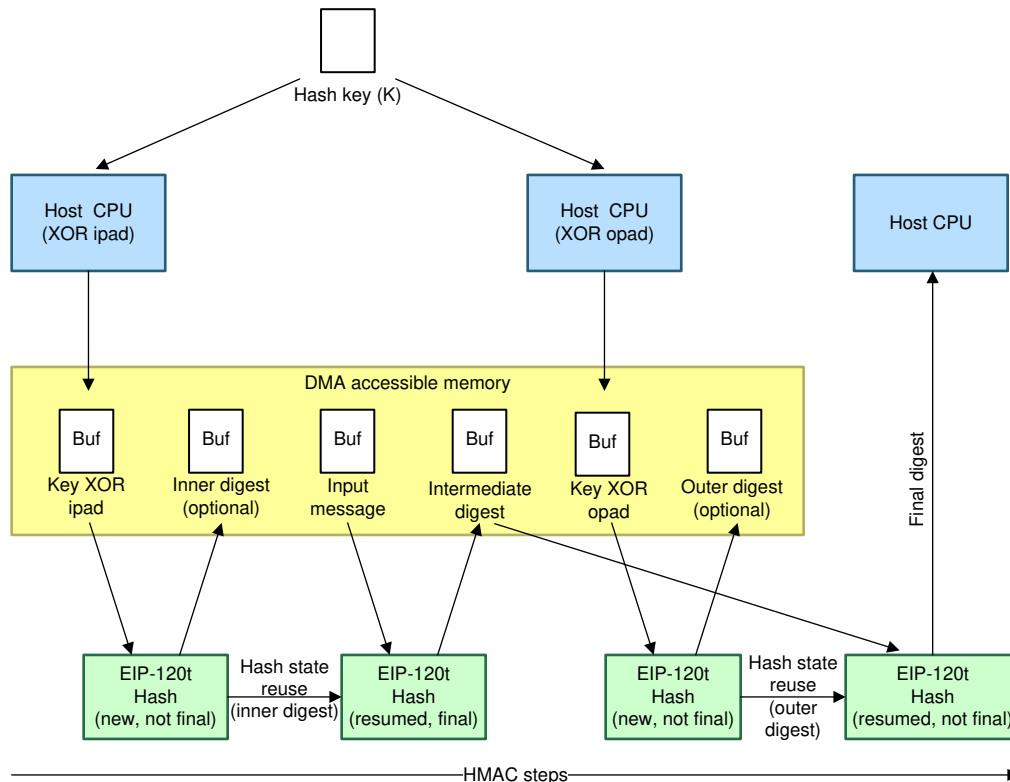 Hash key (K)
Host CPU
(XOR ipad)
Host CPU
(XOR opad)
Host CPU
DMA accessible memory
Buf
Key XOR
ipad
Buf
Inner digest
(optional)
Buf
Input
message
Buf
Intermediate
digest
Buf
Key XOR
opad
Buf
Outer digest
(optional)
Final digest
EIP-120t
Hash
(new, not final)
Hash state
reuse
(inner digest)
EIP-120t
Hash
(resumed, final)
EIP-120t
Hash
(new, not final)
Hash state
reuse
(outer
digest)
EIP-120t
Hash
(resumed, not final)
HMAC steps